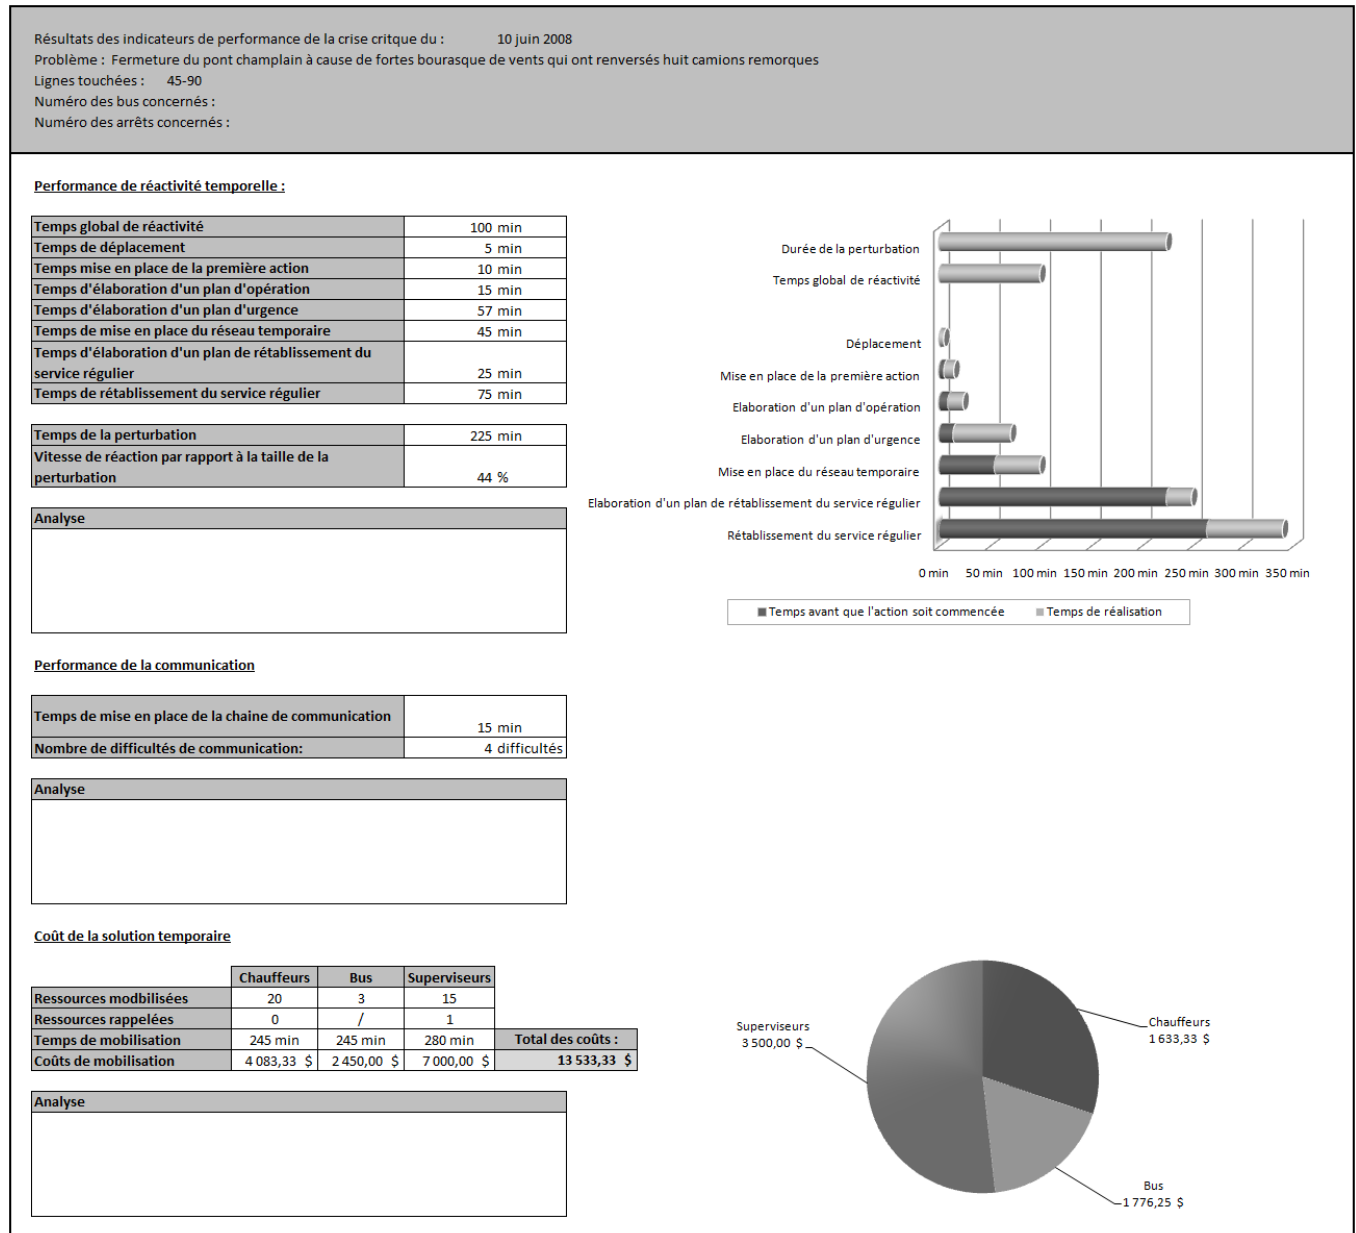 Résultats des indicateurs de performance de la crise critque du : 10 juin 2008
Problème : Fermeture du pont champlain à cause de fortes bourasque de vents qui ont renversés huit camions remorques
Lignes touchées : 45-90
Numéro des bus concernés :
Numéro des arrêts concernés :
Performance de réactivité temporelle :
Temps global de réactivité 100 min
Temps de déplacement 5 min
Temps mise en place de la première action 10 min
Temps d'élaboration d'un plan d'opération 15 min
Temps d'élaboration d'un plan d'urgence 57 min
Temps de mise en place du réseau temporaire 45 min
Temps d'élaboration d'un plan de rétablissement du
service régulier 25 min
Temps de rétablissement du service régulier 75 min
Temps de la perturbation 225 min
Vitesse de réaction par rapport à la taille de la
perturbation 44 %
Analyse
Durée de la perturbation
Temps global de réactivité
Déplacement
Mise en place de la première action
Elaboration d'un plan d'opération
Elaboration d'un plan d'urgence
Mise en place du réseau temporaire
Elaboration d'un plan de rétablissement du service régulier
Rétablissement du service régulier
0 min 50 min 100 min 150 min 200 min 250 min 300 min 350 min
Temps avant que l'action soit commencée Temps de réalisation
Performance de la communication
Temps de mise en place de la chaine de communication 15 min
Nombre de difficultés de communication: 4 difficultés
Analyse
Coût de la solution temporaire
Chauffeurs Bus Superviseurs
Ressources modbilisées 20 3 15
Ressources rappelées 0 / 1
Temps de mobilisation 245 min 245 min 280 min Total des coûts :
Coûts de mobilisation 4 083,33 $ 2 450,00 $ 7 000,00 $ 13 533,33 $
Analyse
Superviseurs
3 500,00 $
Chauffeurs
1 633,33 $
Bus
1 776,25 $